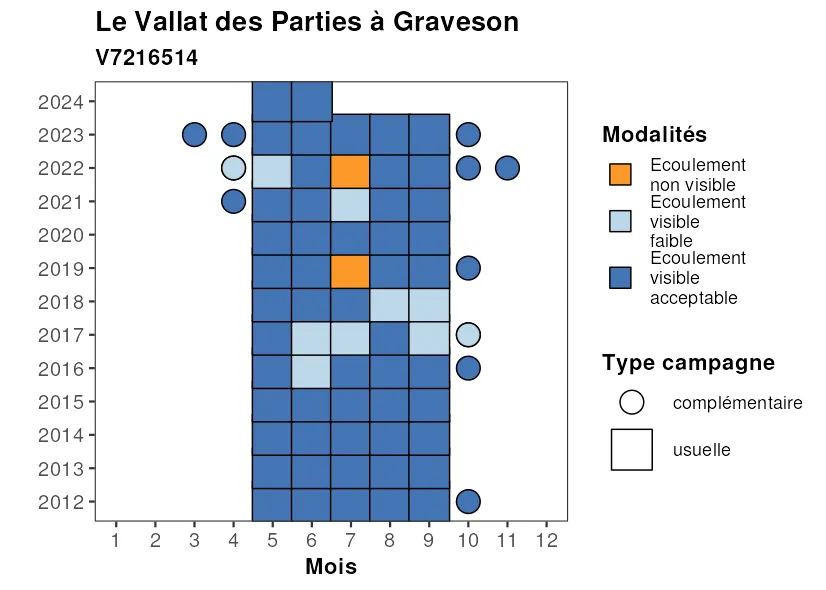 Le Vallat des Parties à Graveson
V7216514
2024
2023
2022
2021
2020
2019
2018
2017
2016
2015
2014
2013
2012
1 2 3 4 5 6 7 8 9 10 11 12
Mois
Modalités
Ecoulement
non visible
Ecoulement
visible
faible
Ecoulement
visible
acceptable
Type campagne
complémentaire
usuelle